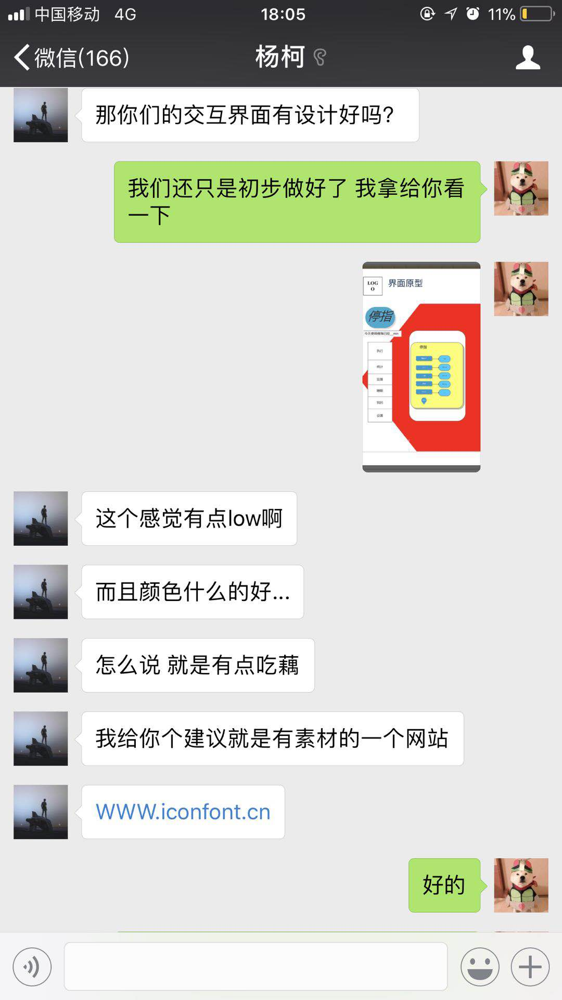 中国移动 4G 18:05 11%
微信(166) 杨柯
那你们的交互界面有设计好吗?
我们还只是初步做好了 我拿给你看
一下
LOG
O
界面原型
停指
今天使用停指已经__min
停指
执行
统计
监督
睡眠
我的
设置
这个感觉有点low啊
而且颜色什么的好...
怎么说 就是有点吃藕
我给你个建议就是有素材的一个网站
WWW.iconfont.cn
好的